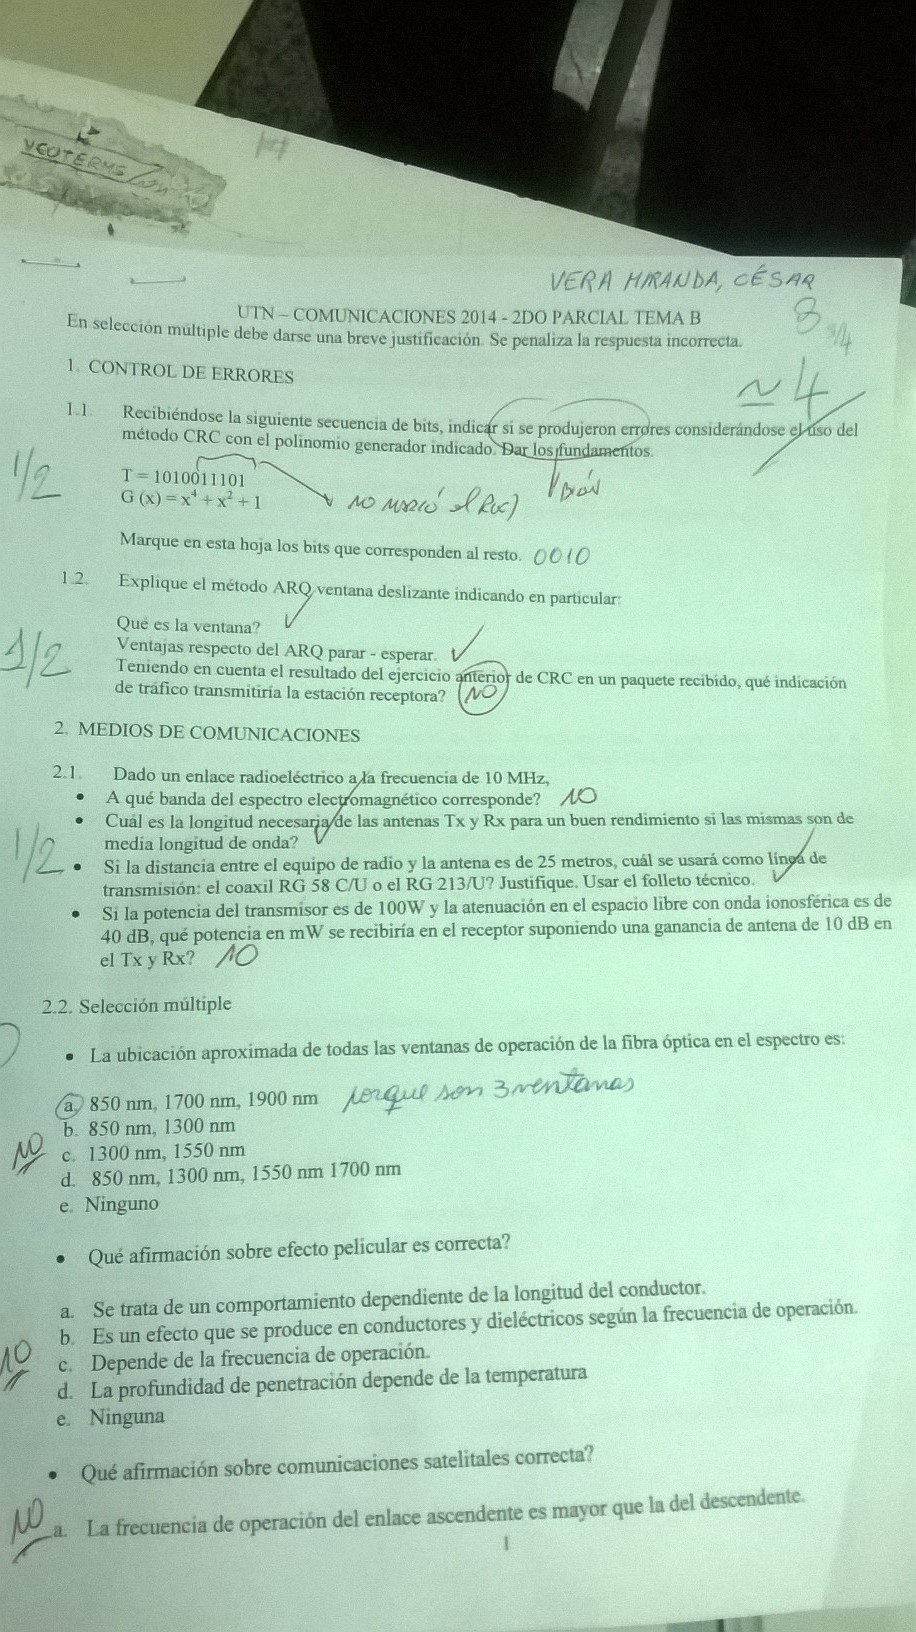 VERA MIRANDA, CÉSAR
UTN – COMUNICACIONES 2014 - 2DO PARCIAL TEMA B
8 3/4
En selección múltiple debe darse una breve justificación. Se penaliza la respuesta incorrecta.
~ 4
1. CONTROL DE ERRORES
1.1. Recibiéndose la siguiente secuencia de bits, indicar si se produjeron errores considerándose el uso del
método CRC con el polinomio generador indicado. Dar los fundamentos.
1/2
T = 1010011101
BIEN
G (x) = x⁴ + x² + 1
NO MARCÓ el R(x)
Marque en esta hoja los bits que corresponden al resto. 0010
1.2. Explique el método ARQ ventana deslizante indicando en particular:
Qué es la ventana?
Ventajas respecto del ARQ parar - esperar.
1/2
Teniendo en cuenta el resultado del ejercicio anterior de CRC en un paquete recibido, qué indicación
de tráfico transmitiría la estación receptora? NO
2. MEDIOS DE COMUNICACIONES
2.1. Dado un enlace radioeléctrico a la frecuencia de 10 MHz,
• A qué banda del espectro electromagnético corresponde? NO
• Cuál es la longitud necesaria de las antenas Tx y Rx para un buen rendimiento si las mismas son de
media longitud de onda?
1/2
• Si la distancia entre el equipo de radio y la antena es de 25 metros, cuál se usará como línea de
transmisión: el coaxil RG 58 C/U o el RG 213/U? Justifique. Usar el folleto técnico.
• Si la potencia del transmisor es de 100W y la atenuación en el espacio libre con onda ionosférica es de
40 dB, qué potencia en mW se recibiría en el receptor suponiendo una ganancia de antena de 10 dB en
el Tx y Rx? NO
2.2. Selección múltiple
• La ubicación aproximada de todas las ventanas de operación de la fibra óptica en el espectro es:
a. 850 nm, 1700 nm, 1900 nm porque son 3 ventanas
b. 850 nm, 1300 nm
NO
c. 1300 nm, 1550 nm
d. 850 nm, 1300 nm, 1550 nm 1700 nm
e. Ninguno
• Qué afirmación sobre efecto pelicular es correcta?
a. Se trata de un comportamiento dependiente de la longitud del conductor.
b. Es un efecto que se produce en conductores y dieléctricos según la frecuencia de operación.
NO
c. Depende de la frecuencia de operación.
d. La profundidad de penetración depende de la temperatura
e. Ninguna
• Qué afirmación sobre comunicaciones satelitales correcta?
NO
a. La frecuencia de operación del enlace ascendente es mayor que la del descendente.
1